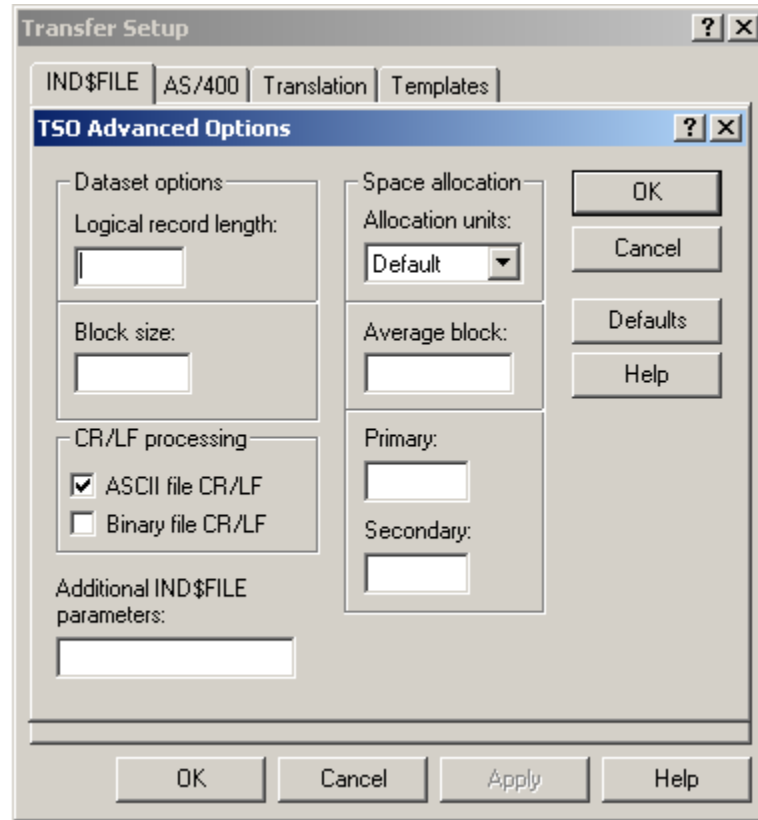 Transfer Setup
IND$FILE AS/400 Translation Templates
TSO Advanced Options
Dataset options
Logical record length:
Block size:
CR/LF processing
ASCII file CR/LF
Binary file CR/LF
Additional IND$FILE
parameters:
Space allocation
Allocation units:
Default
Average block:
Primary:
Secondary:
OK
Cancel
Defaults
Help
OK Cancel Apply Help